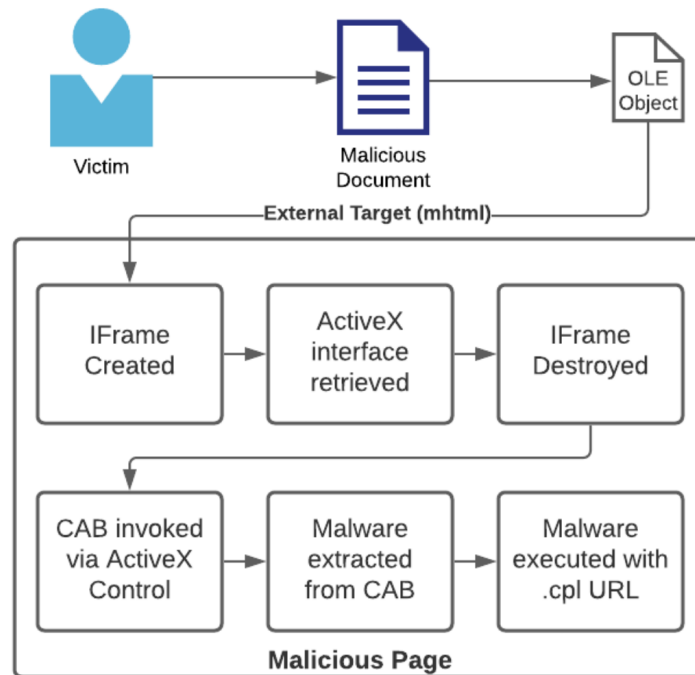 OLE
Object
Victim
Malicious
Document
External Target (mhtml)
IFrame
Created
ActiveX
interface
retrieved
IFrame
Destroyed
CAB invoked
via ActiveX
Control
Malware
extracted
from CAB
Malware
executed with
.cpl URL
Malicious Page